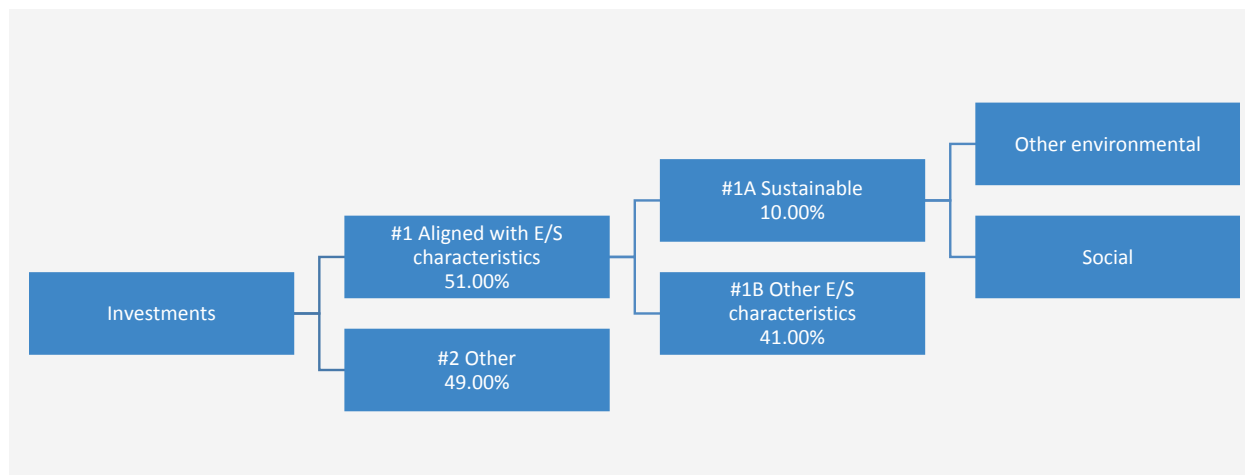 Investments
#1 Aligned with E/S
characteristics
51.00%
#2 Other
49.00%
#1A Sustainable
10.00%
#1B Other E/S
characteristics
41.00%
Other environmental
Social